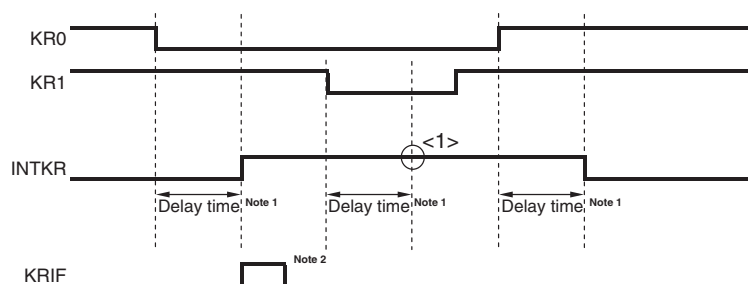 KR0
KR1
<1>
INTKR
Delay time Note 1 Delay time Note 1 Delay time Note 1
Note 2
KRIF